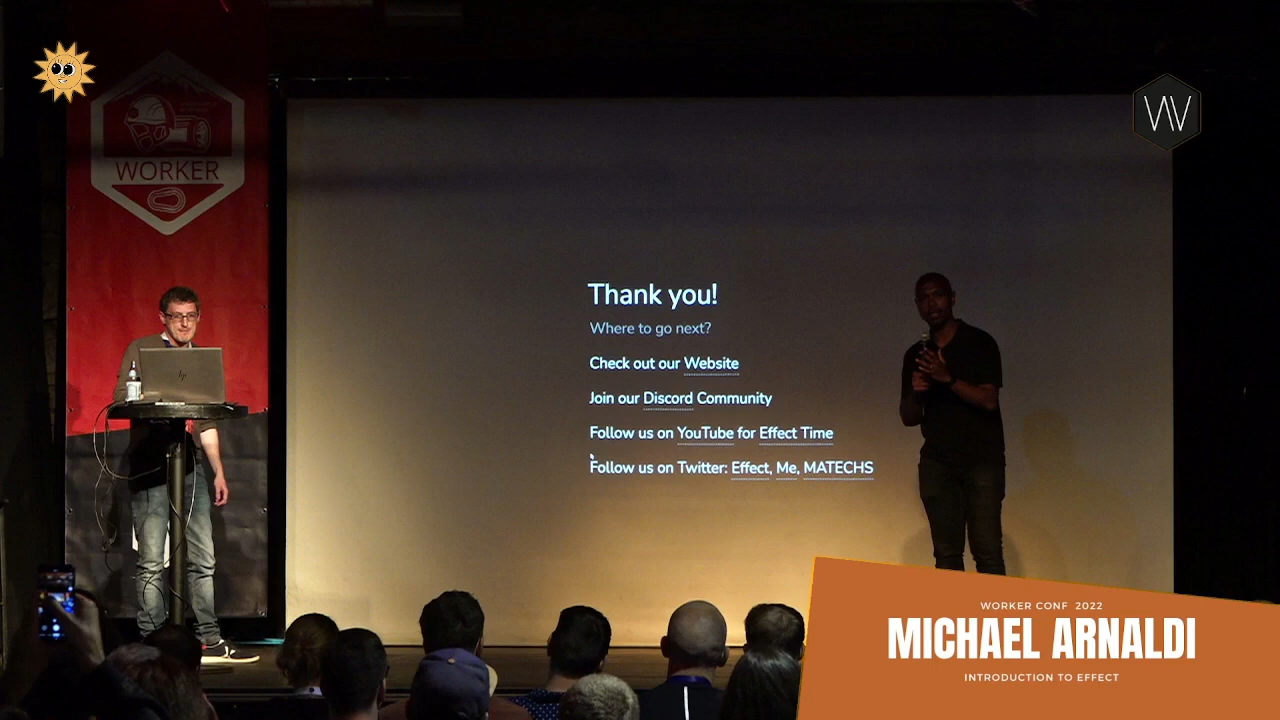 WORKER
Thank you!
Where to go next?
Check out our Website
Join our Discord Community
Follow us on YouTube for Effect Time
Follow us on Twitter: Effect, Me, MATECHS
hp
W
WORKER CONF 2022
MICHAEL ARNALDI
INTRODUCTION TO EFFECT